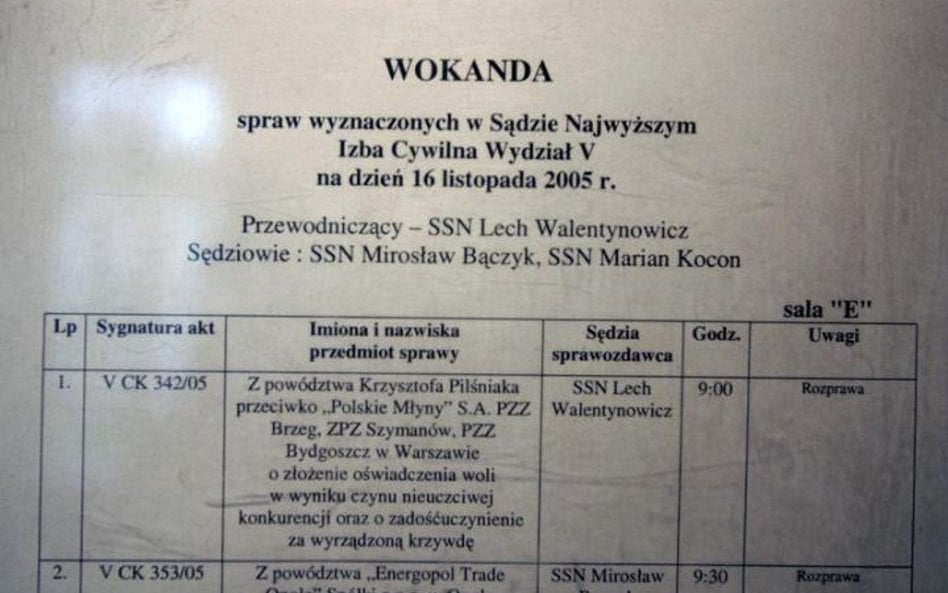 WOKANDA
spraw wyznaczonych w Sądzie Najwyższym
Izba Cywilna Wydział V
na dzień 16 listopada 2005 r.
Przewodniczący – SSN Lech Walentynowicz
Sędziowie : SSN Mirosław Bączyk, SSN Marian Kocon
sala "E"
Lp Sygnatura akt Imiona i nazwiska Sędzia Godz. Uwagi
przedmiot sprawy sprawozdawca
1. V CK 342/05 Z powództwa Krzysztofa Pilśniaka SSN Lech 9:00 Rozprawa
przeciwko „Polskie Młyny” S.A. PZZ Walentynowicz
Brzeg, ZPZ Szymanów, PZZ
Bydgoszcz w Warszawie
o złożenie oświadczenia woli
w wyniku czynu nieuczciwej
konkurencji oraz o zadośćuczynienie
za wyrządzoną krzywdę
2. V CK 353/05 Z powództwa „Energopol Trade SSN Mirosław 9:30 Rozprawa